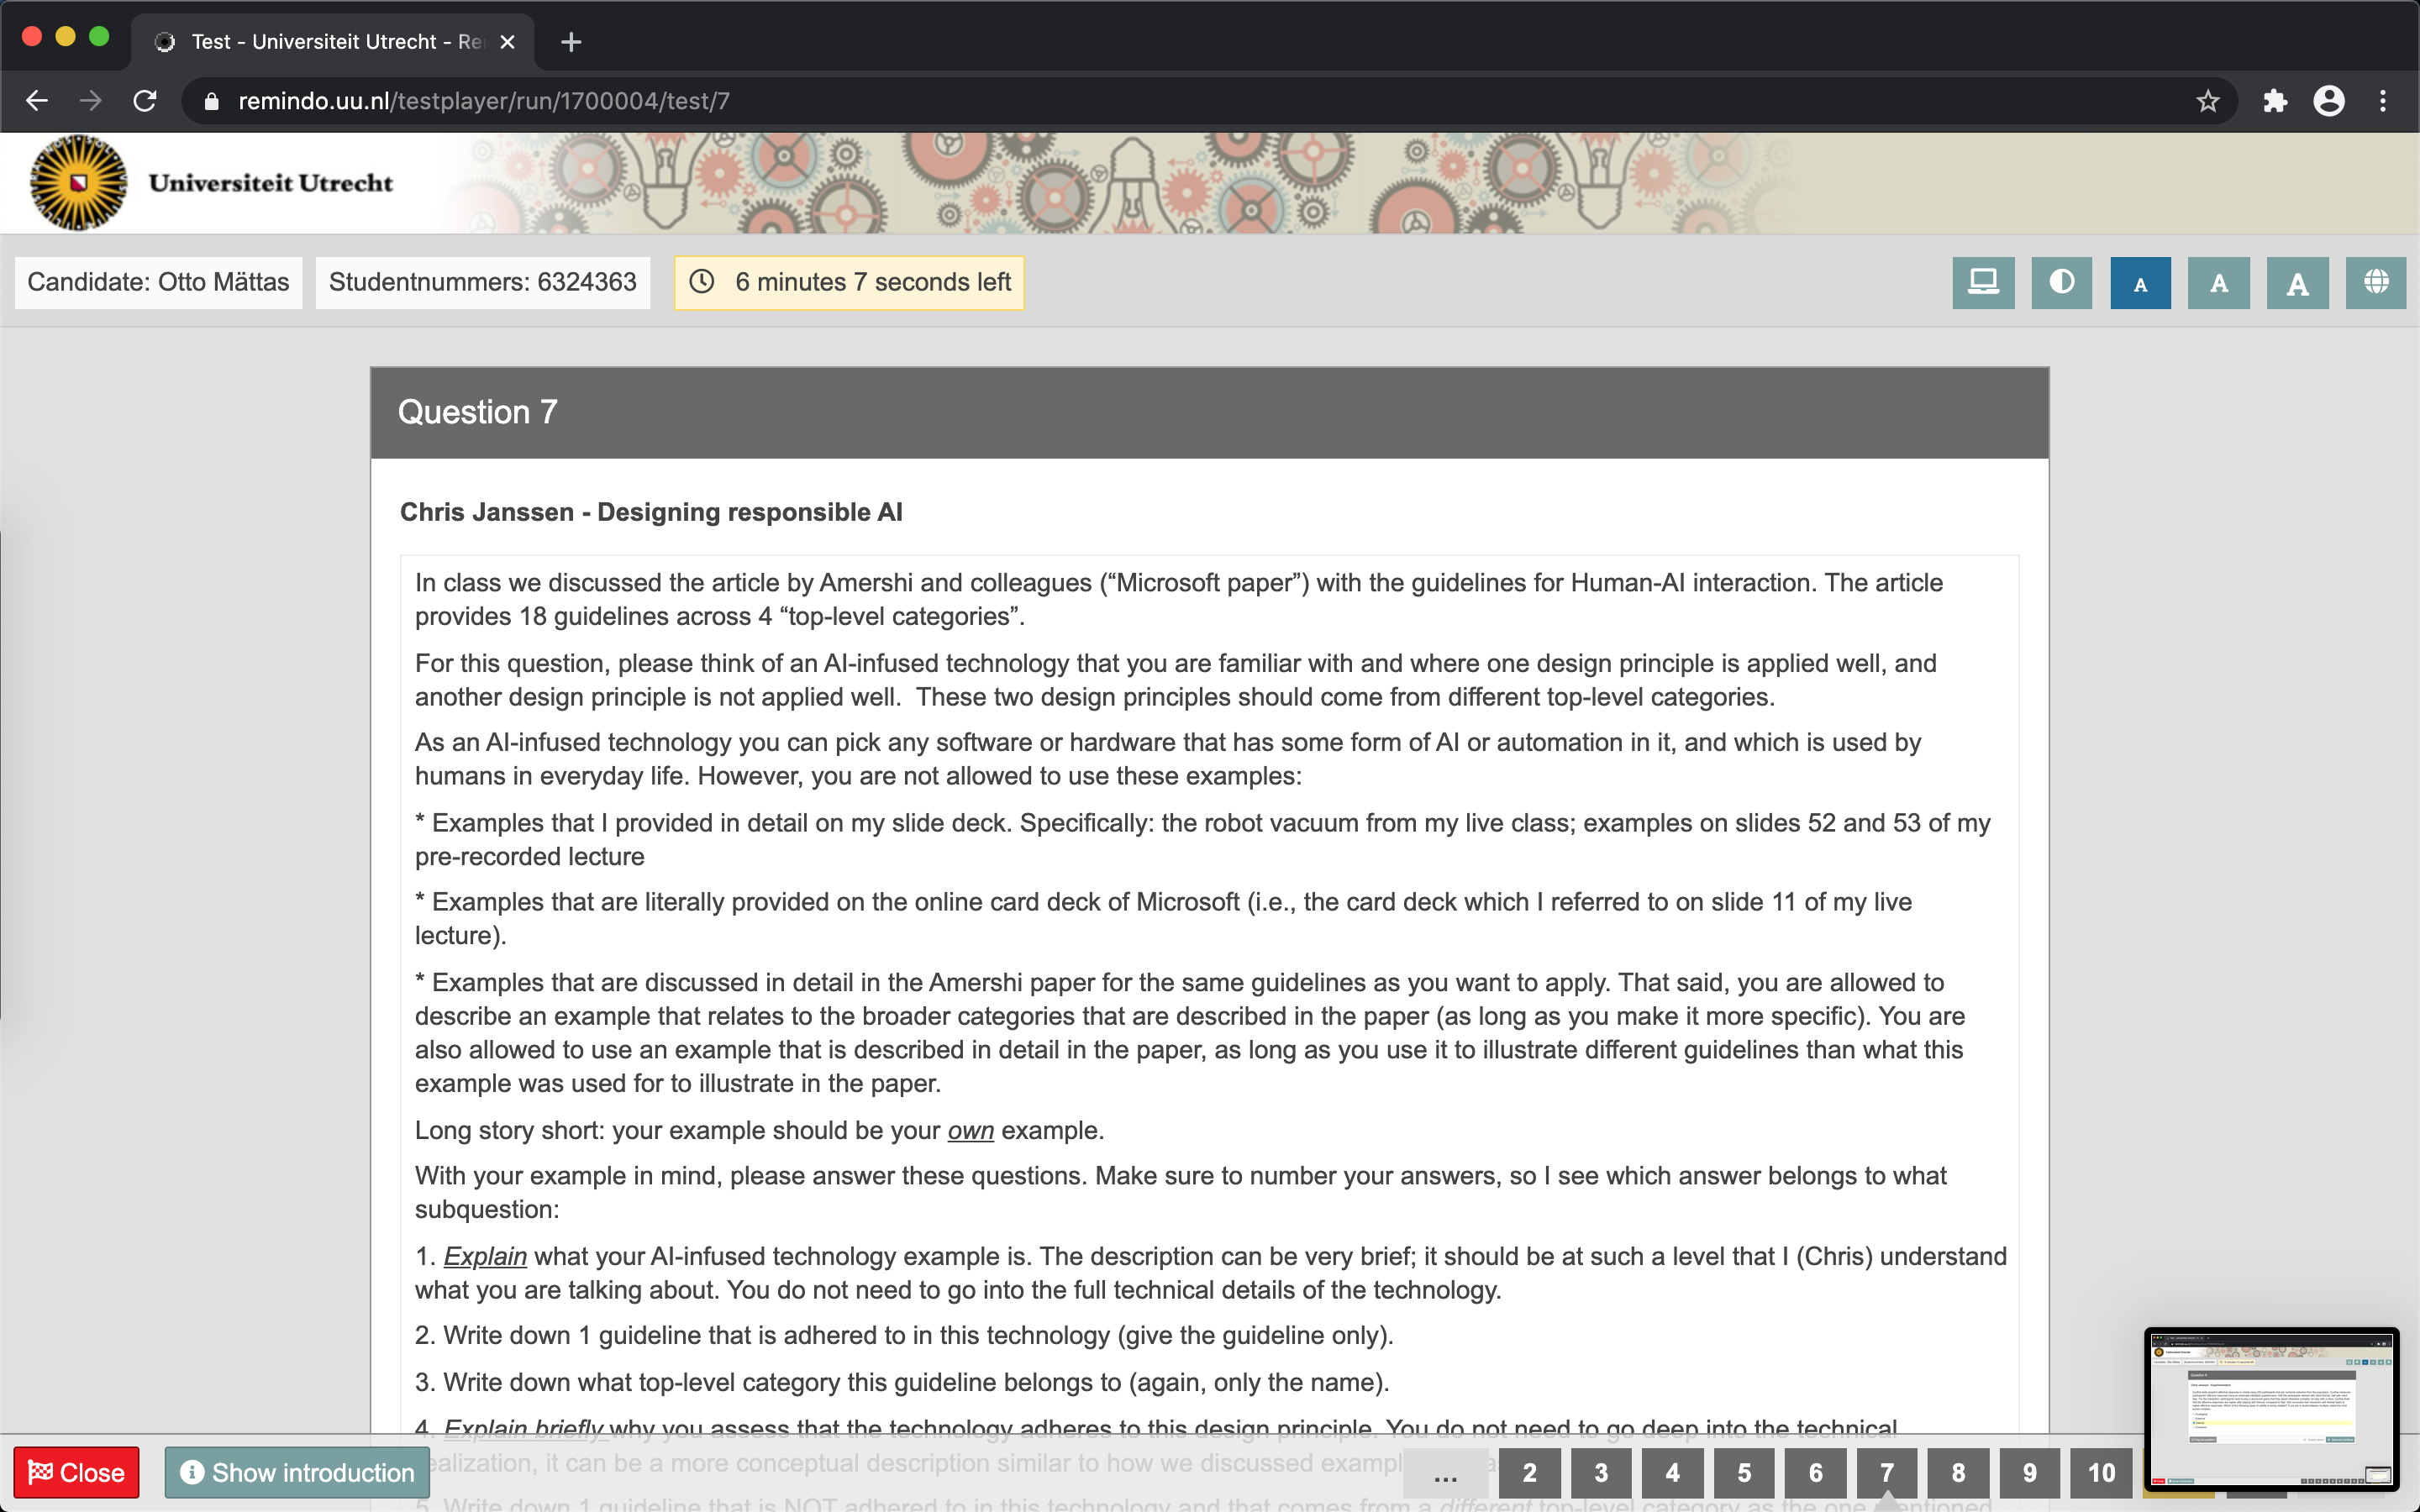 Test - Universiteit Utrecht - Re
remindo.uu.nl/testplayer/run/1700004/test/7
Universiteit Utrecht
Candidate: Otto Mättas
Studentnummers: 6324363
6 minutes 7 seconds left
A
A
A
Question 7
Chris Janssen - Designing responsible AI
In class we discussed the article by Amershi and colleagues (“Microsoft paper”) with the guidelines for Human-AI interaction. The article
provides 18 guidelines across 4 “top-level categories”.
For this question, please think of an AI-infused technology that you are familiar with and where one design principle is applied well, and
another design principle is not applied well.  These two design principles should come from different top-level categories.
As an AI-infused technology you can pick any software or hardware that has some form of AI or automation in it, and which is used by
humans in everyday life. However, you are not allowed to use these examples:
* Examples that I provided in detail on my slide deck. Specifically: the robot vacuum from my live class; examples on slides 52 and 53 of my
pre-recorded lecture
* Examples that are literally provided on the online card deck of Microsoft (i.e., the card deck which I referred to on slide 11 of my live
lecture).
* Examples that are discussed in detail in the Amershi paper for the same guidelines as you want to apply. That said, you are allowed to
describe an example that relates to the broader categories that are described in the paper (as long as you make it more specific). You are
also allowed to use an example that is described in detail in the paper, as long as you use it to illustrate different guidelines than what this
example was used for to illustrate in the paper.
Long story short: your example should be your own example.
With your example in mind, please answer these questions. Make sure to number your answers, so I see which answer belongs to what
subquestion:
1. Explain what your AI-infused technology example is. The description can be very brief; it should be at such a level that I (Chris) understand
what you are talking about. You do not need to go into the full technical details of the technology.
2. Write down 1 guideline that is adhered to in this technology (give the guideline only).
3. Write down what top-level category this guideline belongs to (again, only the name).
4. Explain briefly why you assess that the technology adheres to this design principle. You do not need to go deep into the technical
ealization, it can be a more conceptual description similar to how we discussed exampl
5. Write down 1 guideline that is NOT adhered to in this technology and that comes from a different top-level category as the one mentioned
Close
Show introduction
... 2 3 4 5 6 7 8 9 10